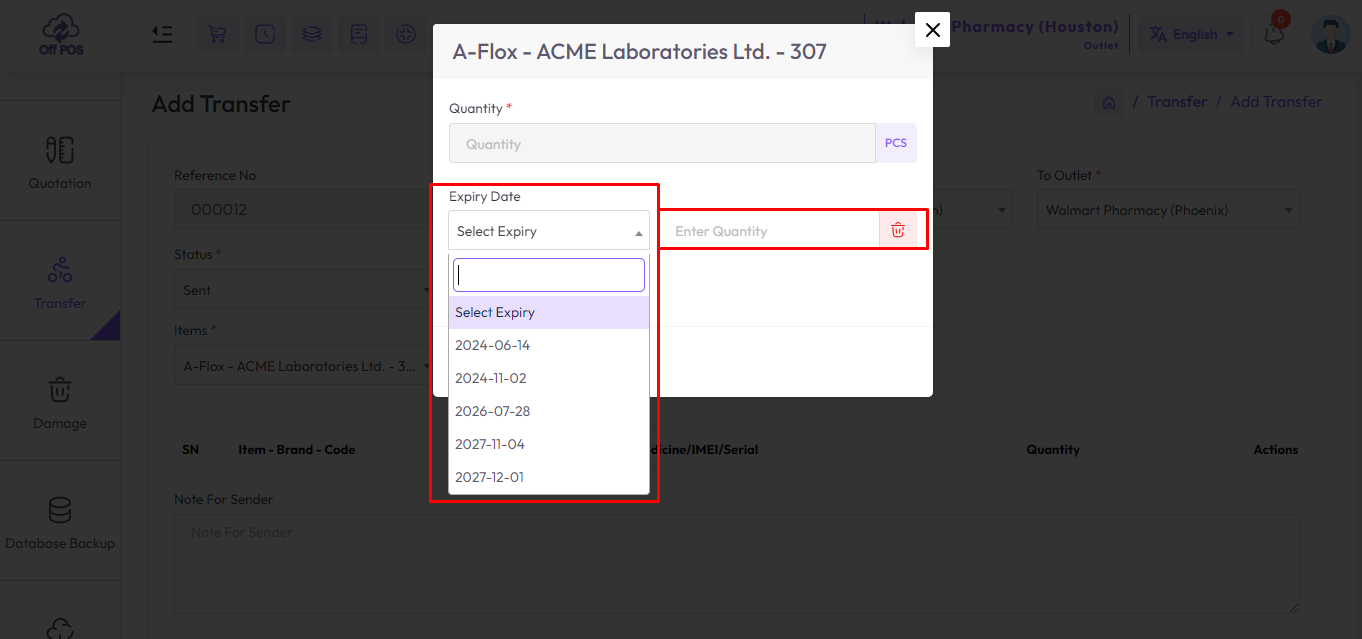 Off POS
Pharmacy (Houston)
Outlet
English
0
A-Flox - ACME Laboratories Ltd. - 307
Add Transfer
/ Transfer / Add Transfer
Quantity *
Quantity
PCS
Quotation
Reference No
000012
Expiry Date
Select Expiry
Enter Quantity
To Outlet *
Walmart Pharmacy (Phoenix)
Status *
Sent
Select Expiry
2024-06-14
2024-11-02
2026-07-28
2027-11-04
2027-12-01
Transfer
Items *
A-Flox - ACME Laboratories Ltd. - 3...
Damage
SN
Item - Brand - Code
dicine/IMEI/Serial
Quantity
Actions
Note For Sender
Note For Sender
Database Backup